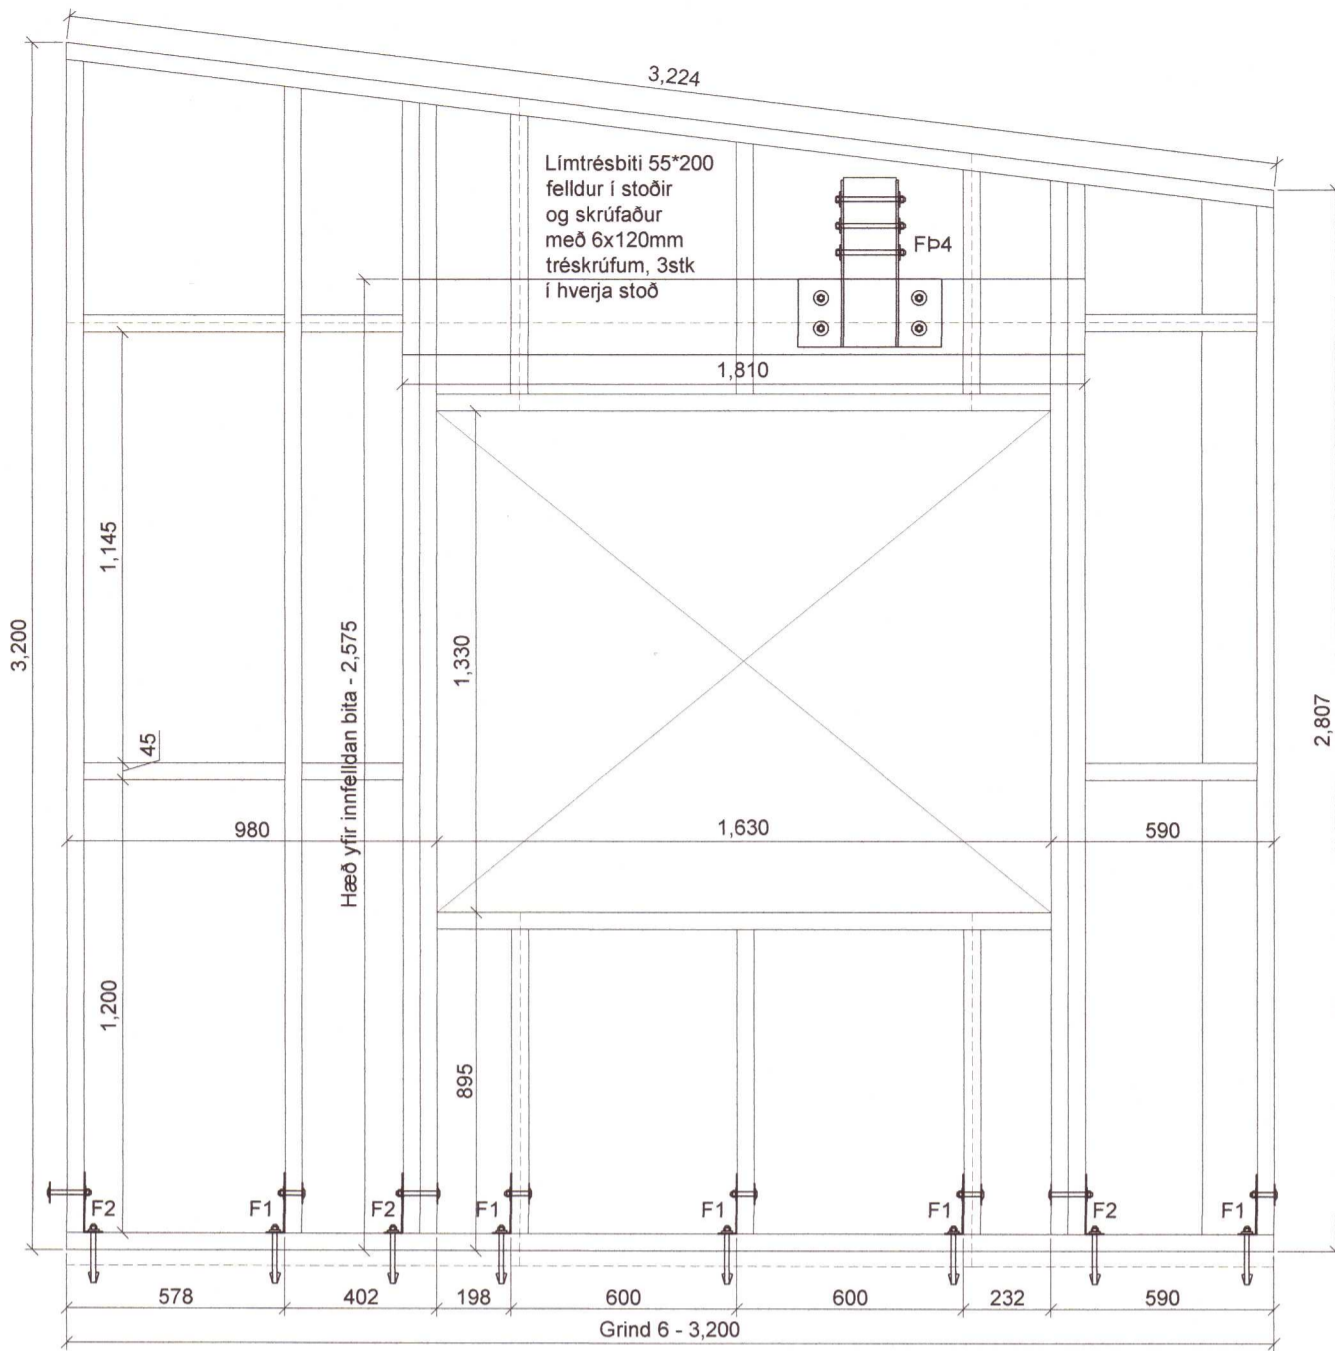 3,224
Límtrésbiti 55*200
felldur í stoðir
og skrúfaður
með 6x120mm
tréskrúfum, 3stk
í hverja stoð
FÞ4
1,810
1,145
3,200
Hæð yfir innfelldan bita - 2,575
1,330
2,807
45
980
1,630
590
1,200
895
F2
F1
F2
F1
F1
F1
F2
F1
578
402
198
600
600
232
590
Grind 6 - 3,200